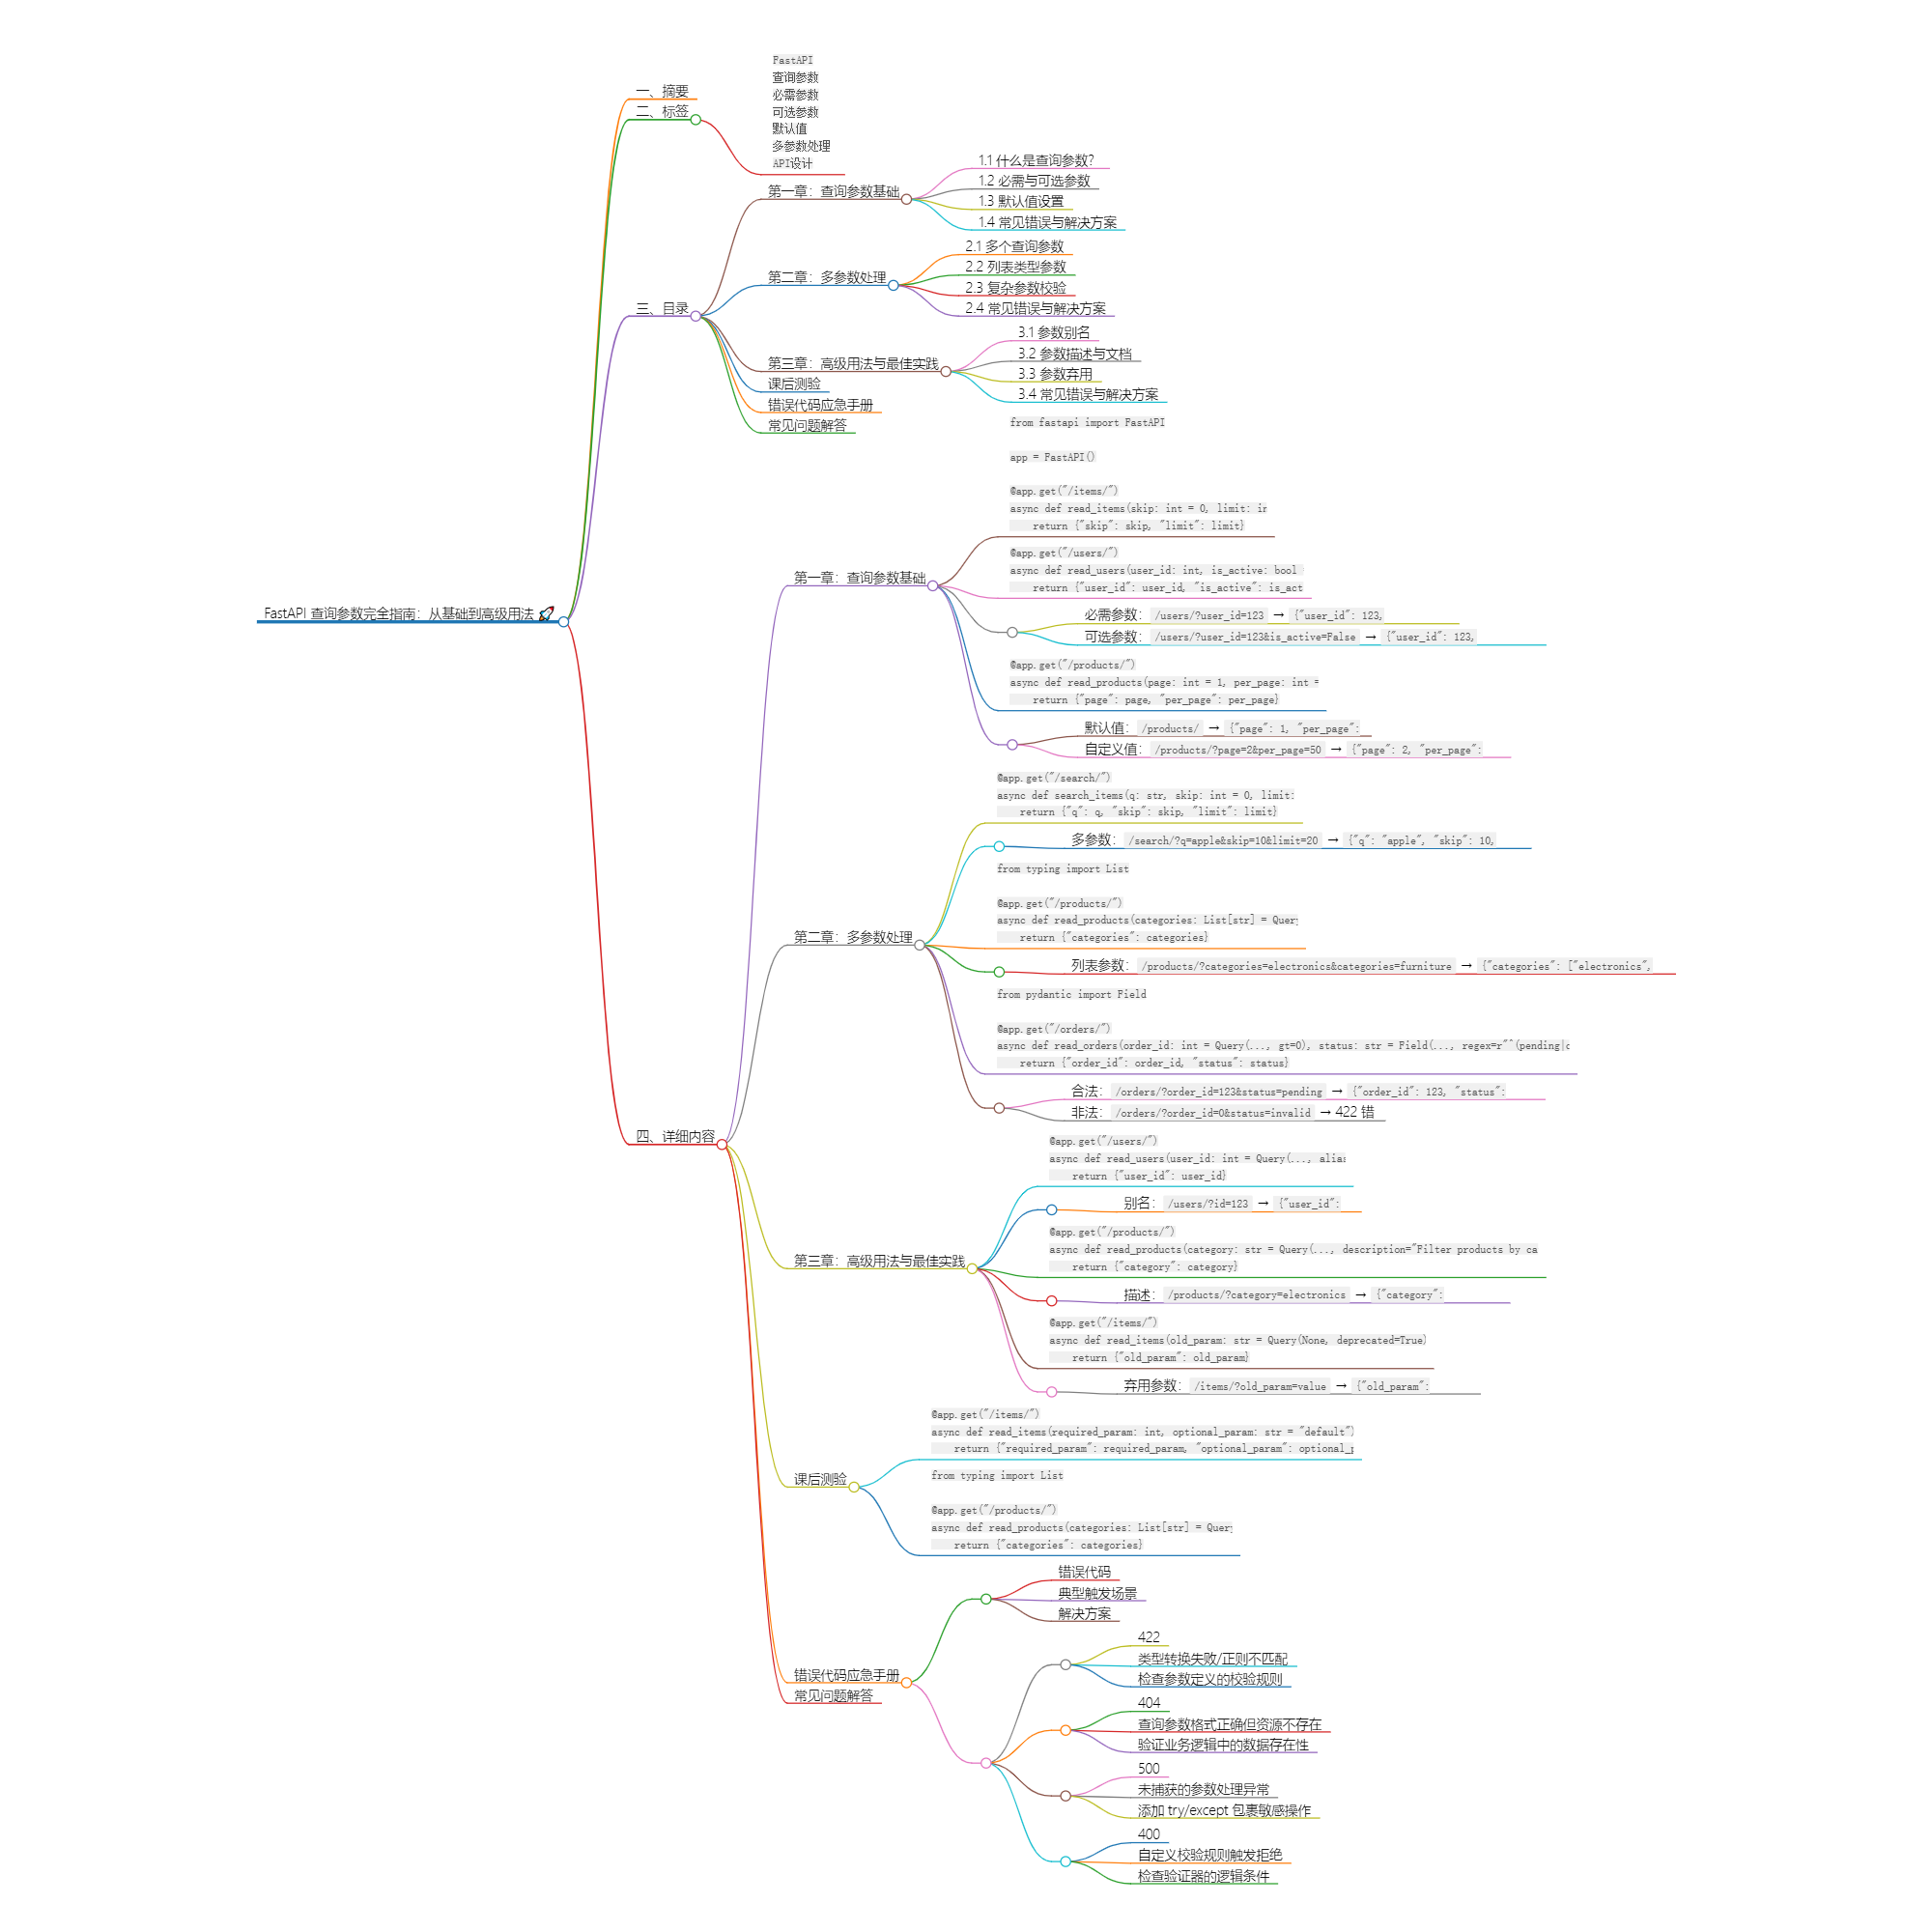 FastAPI 查询参数完全指南：从基础到高级用法 🚀
一、摘要
二、标签
FastAPI
查询参数
必需参数
可选参数
默认值
多参数处理
API设计
三、目录
第一章：查询参数基础
1.1 什么是查询参数？
1.2 必需与可选参数
1.3 默认值设置
1.4 常见错误与解决方案
第二章：多参数处理
2.1 多个查询参数
2.2 列表类型参数
2.3 复杂参数校验
2.4 常见错误与解决方案
第三章：高级用法与最佳实践
3.1 参数别名
3.2 参数描述与文档
3.3 参数弃用
3.4 常见错误与解决方案
课后测验
错误代码应急手册
常见问题解答
四、详细内容
第一章：查询参数基础
from fastapi import FastAPI
app = FastAPI()
@app.get("/items/")
async def read_items(skip: int = 0, limit: in
return {"skip": skip, "limit": limit}
@app.get("/users/")
async def read_users(user_id: int, is_active: bool
return {"user_id": user_id, "is_active": is_act
必需参数：/users/?user_id=123 → {"user_id": 123,
可选参数：/users/?user_id=123&is_active=False → {"user_id": 123,
@app.get("/products/")
async def read_products(page: int = 1, per_page: int =
return {"page": page, "per_page": per_page}
默认值：/products/ → {"page": 1, "per_page":
自定义值：/products/?page=2&per_page=50 → {"page": 2, "per_page":
第二章：多参数处理
@app.get("/search/")
async def search_items(q: str, skip: int = 0, limit:
return {"q": q, "skip": skip, "limit": limit}
多参数：/search/?q=apple&skip=10&limit=20 → {"q": "apple", "skip": 10,
from typing import List
@app.get("/products/")
async def read_products(categories: List[str] = Query
return {"categories": categories}
列表参数：/products/?categories=electronics&categories=furniture → {"categories": ["electronics",
from pydantic import Field
@app.get("/orders/")
async def read_orders(order_id: int = Query(..., gt=0), status: str = Field(..., regex=r"^(pending|c
return {"order_id": order_id, "status": status}
合法：/orders/?order_id=123&status=pending → {"order_id": 123, "status":
非法：/orders/?order_id=0&status=invalid → 422 错
第三章：高级用法与最佳实践
@app.get("/users/")
async def read_users(user_id: int = Query(..., alias
return {"user_id": user_id}
别名：/users/?id=123 → {"user_id":
@app.get("/products/")
async def read_products(category: str = Query(..., description="Filter products by ca
return {"category": category}
描述：/products/?category=electronics → {"category":
@app.get("/items/")
async def read_items(old_param: str = Query(None, deprecated=True)
return {"old_param": old_param}
弃用参数：/items/?old_param=value → {"old_param":
课后测验
@app.get("/items/")
async def read_items(required_param: int, optional_param: str = "default")
return {"required_param": required_param, "optional_param": optional_p
from typing import List
@app.get("/products/")
async def read_products(categories: List[str] = Query
return {"categories": categories}
错误代码应急手册
错误代码
典型触发场景
解决方案
422
类型转换失败/正则不匹配
检查参数定义的校验规则
404
查询参数格式正确但资源不存在
验证业务逻辑中的数据存在性
500
未捕获的参数处理异常
添加 try/except 包裹敏感操作
400
自定义校验规则触发拒绝
检查验证器的逻辑条件
常见问题解答